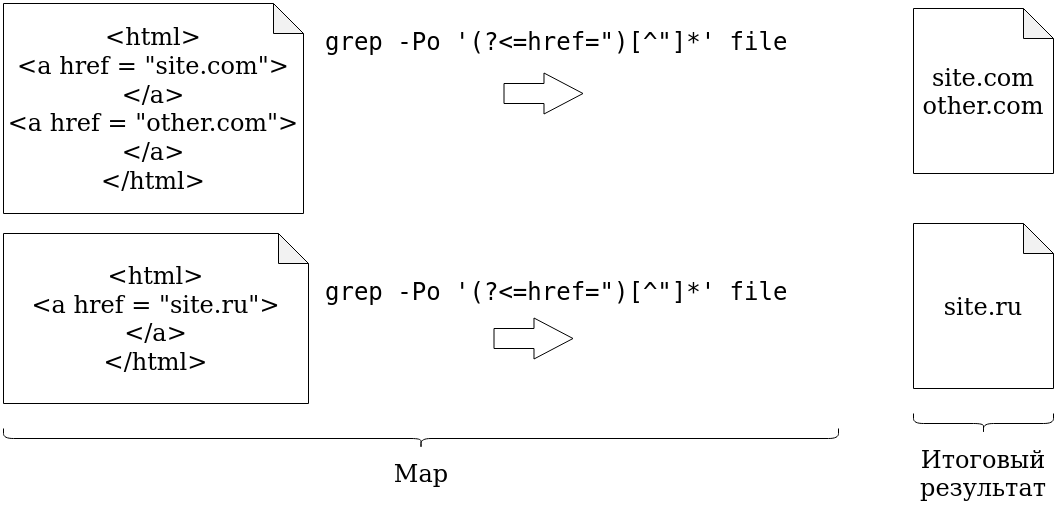 <html>
<a href = "site.com">
</a>
<a href = "other.com">
</a>
</html>
grep -Po '(?<=href=")[^"]*' file
site.com
other.com
<html>
<a href = "site.ru">
</a>
</html>
grep -Po '(?<=href=")[^"]*' file
site.ru
Map
Итоговый
результат